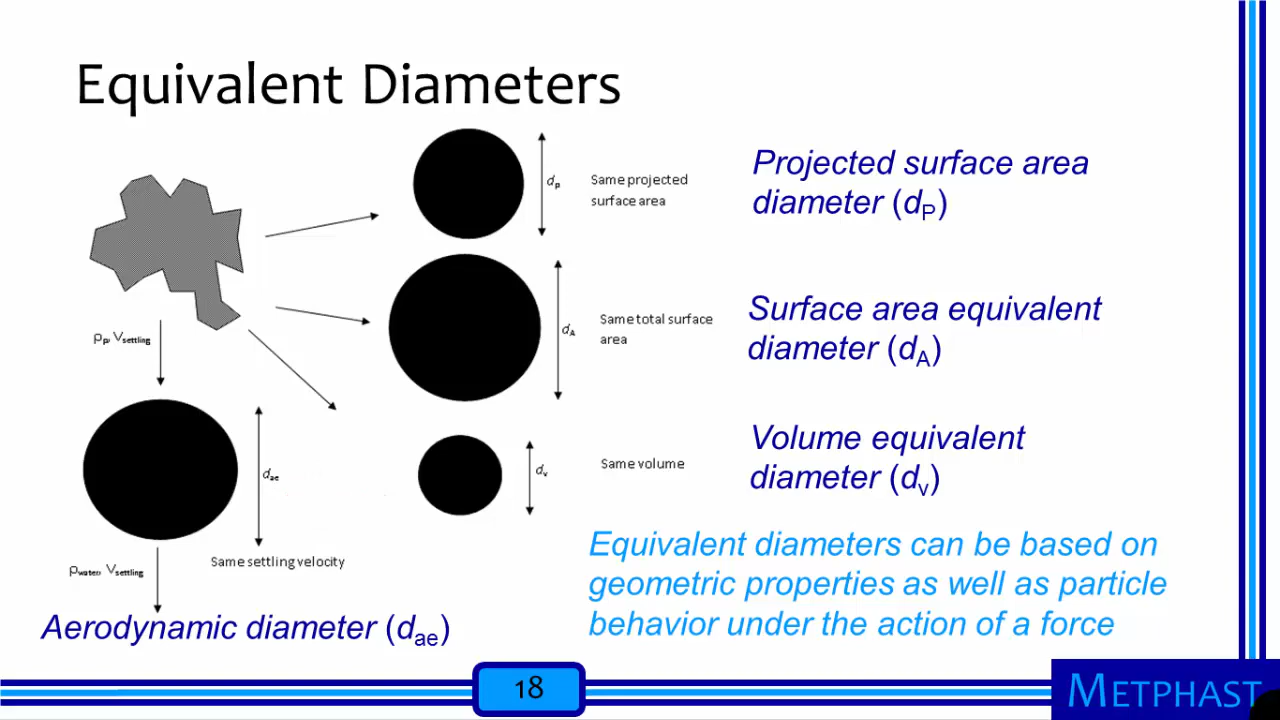 Equivalent Diameters
dp
Same projected
surface area
Projected surface area
diameter (dP)
dA
Same total surface
area
Surface area equivalent
diameter (dA)
ρp, Vsettling
dae
dv
Same volume
Volume equivalent
diameter (dv)
Same settling velocity
ρwater, Vsettling
Aerodynamic diameter (dae)
Equivalent diameters can be based on
geometric properties as well as particle
behavior under the action of a force
18
METPHAST